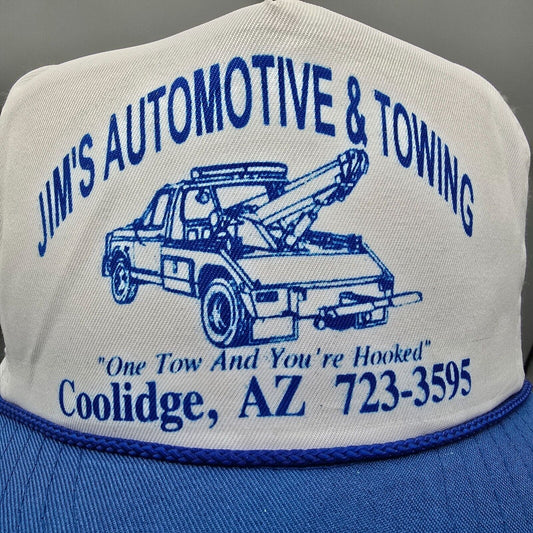 JIM'S AUTOMOTIVE & TOWING
"One Tow And You're Hooked"
Coolidge, AZ 723-3595